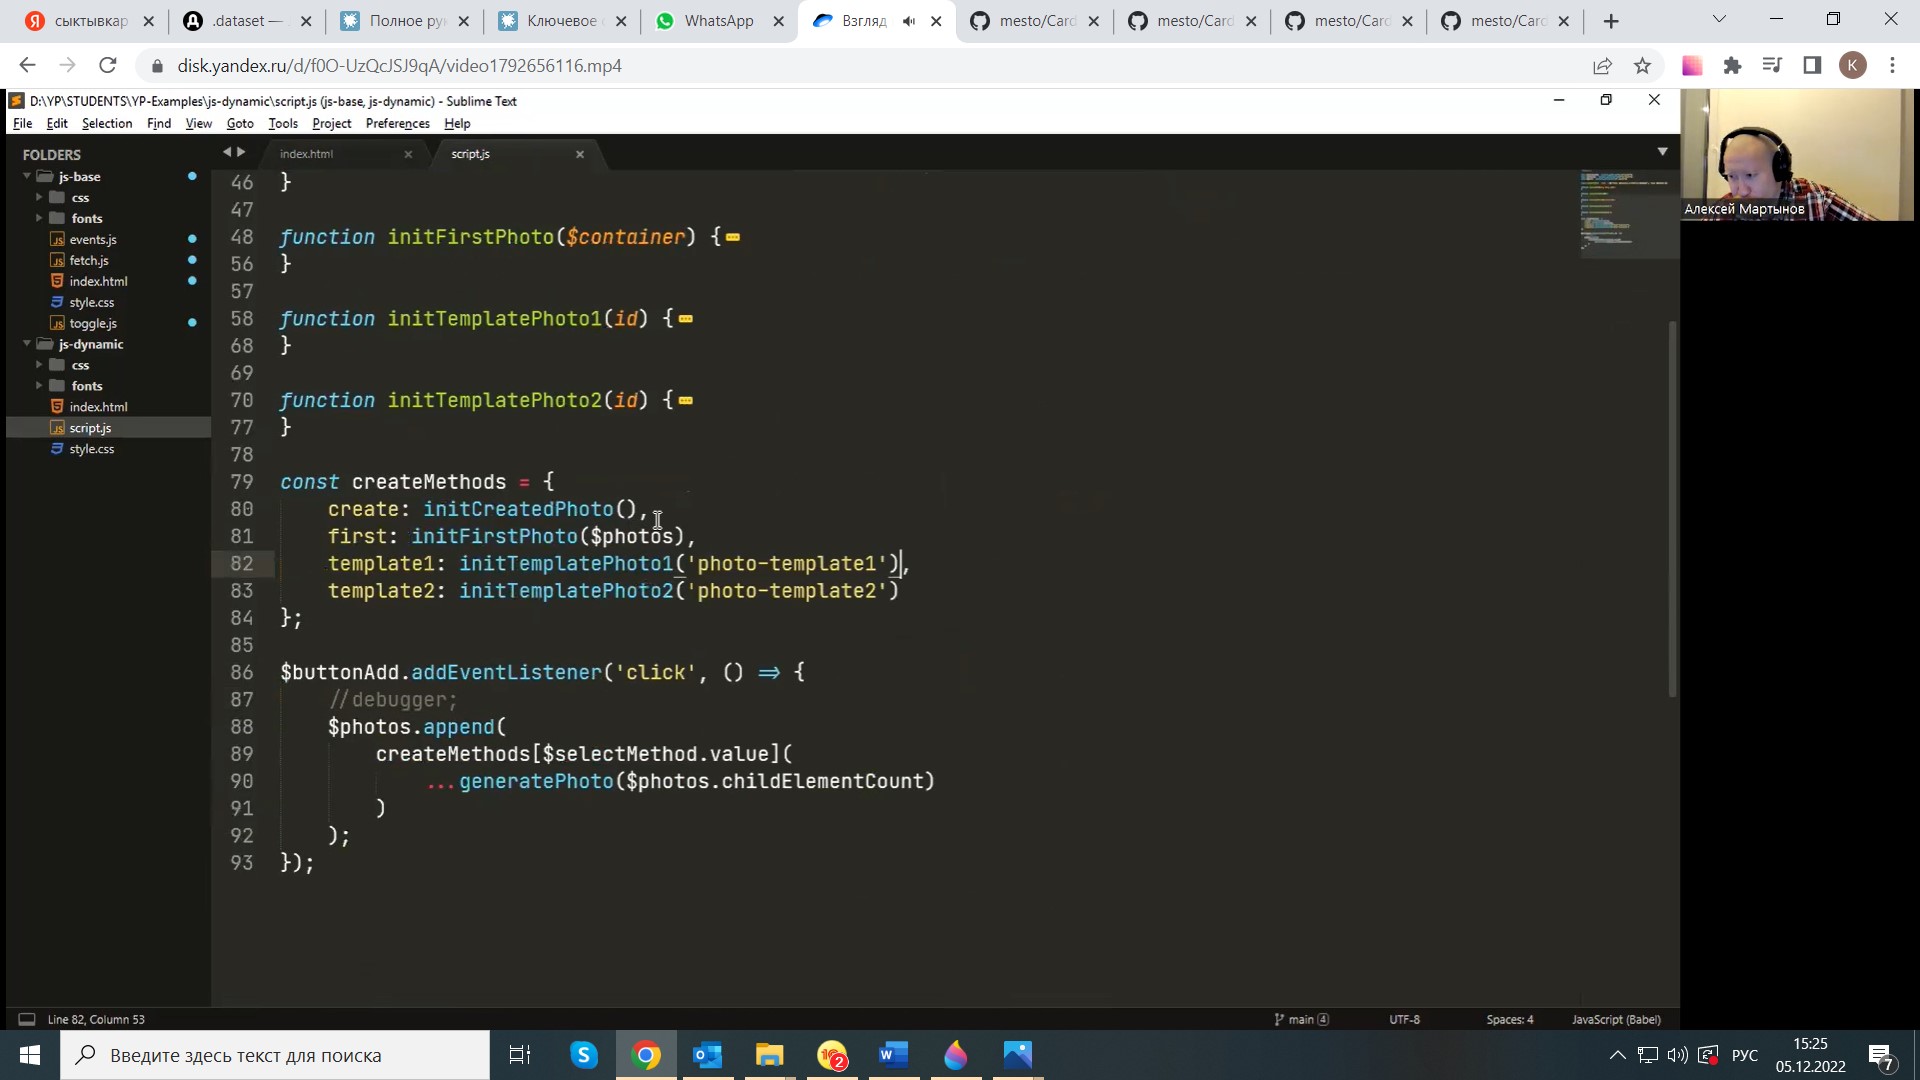 сыктывкар
.dataset —
Полное ру
Ключевое
WhatsApp
Взгляд
mesto/Card
mesto/Card
mesto/Card
mesto/Card
disk.yandex.ru/d/f0O-UzQcJSJ9qA/video1792656116.mp4
K
D:\YP\STUDENTS\YP-Examples\js-dynamic\script.js (js-base, js-dynamic) - Sublime Text
File Edit Selection Find View Goto Tools Project Preferences Help
FOLDERS
js-base
css
fonts
events.js
fetch.js
index.html
style.css
toggle.js
js-dynamic
css
fonts
index.html
script.js
style.css
index.html
script.js
46 }
47
48 function initFirstPhoto($container) {
56 }
57
58 function initTemplatePhoto1(id) {
68 }
69
70 function initTemplatePhoto2(id) {
77 }
78
79 const createMethods = {
80 create: initCreatedPhoto(),
81 first: initFirstPhoto($photos),
82 template1: initTemplatePhoto1('photo-template1'),
83 template2: initTemplatePhoto2('photo-template2')
84 };
85
86 $buttonAdd.addEventListener('click', () => {
87 //debugger;
88 $photos.append(
89 createMethods[$selectMethod.value](
90 ...generatePhoto($photos.childElementCount)
91 )
92 );
93 });
Алексей Мартынов
Line 82, Column 53
main 4
UTF-8
Spaces: 4
JavaScript (Babel)
Введите здесь текст для поиска
2
РУС
15:25
05.12.2022
7